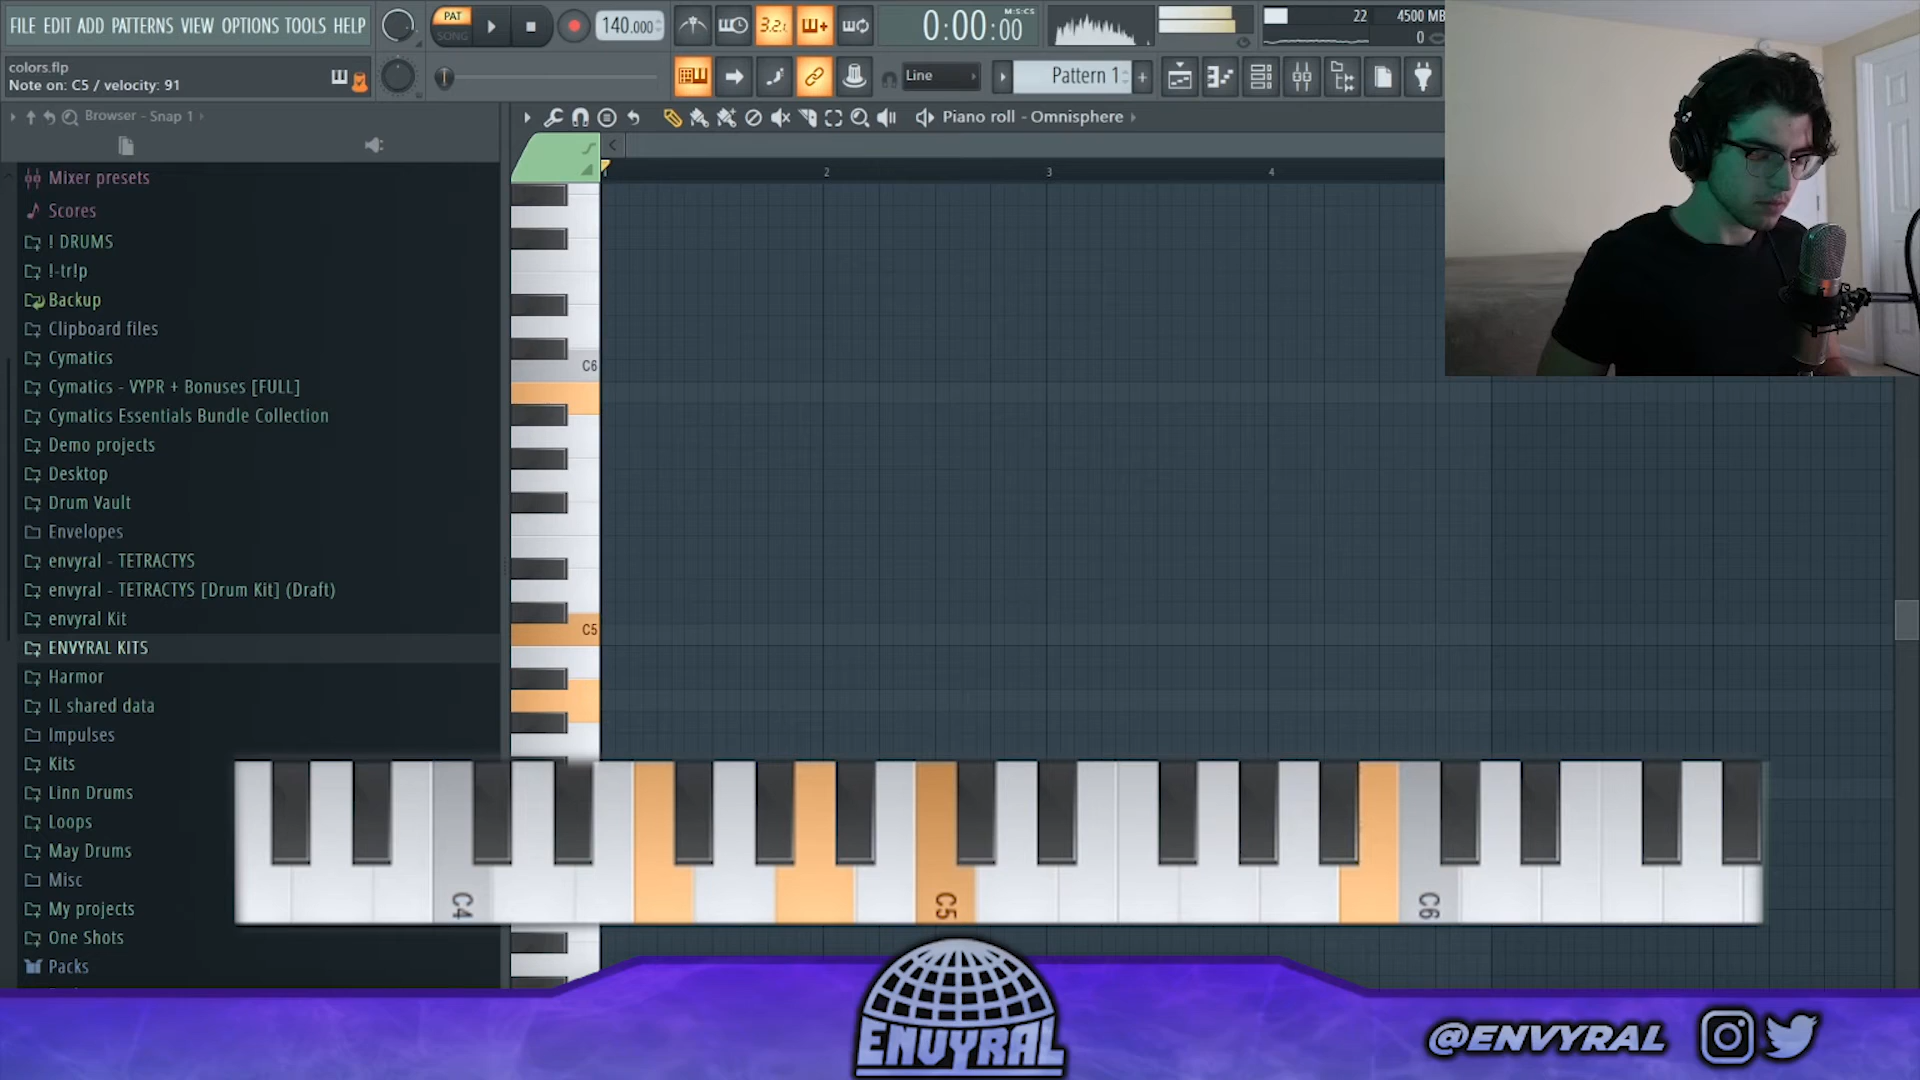 FILE EDIT ADD PATTERNS VIEW OPTIONS TOOLS HELP
PAT
SONG
140.000
3.2.
0:00:00
M:S:CS
22
4500 MB
0
colors.flp
Note on: C5 / velocity: 91
Line
Pattern 1
Browser - Snap 1
Piano roll - Omnisphere
2
3
4
Mixer presets
Scores
! DRUMS
!-tr!p
Backup
Clipboard files
Cymatics
Cymatics - VYPR + Bonuses [FULL]
Cymatics Essentials Bundle Collection
Demo projects
Desktop
Drum Vault
Envelopes
envyral - TETRACTYS
envyral - TETRACTYS [Drum Kit] (Draft)
envyral Kit
ENVYRAL KITS
Harmor
IL shared data
Impulses
Kits
Linn Drums
Loops
May Drums
Misc
My projects
One Shots
Packs
C6
C5
C4
C5
C6
ENVYRAL
@ENVYRAL